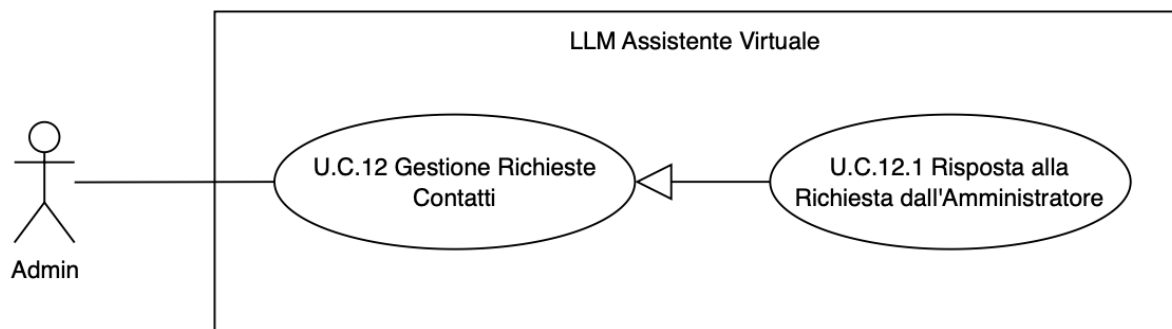 LLM Assistente Virtuale
U.C.12 Gestione Richieste
Contatti
U.C.12.1 Risposta alla
Richiesta dall'Amministratore
Admin